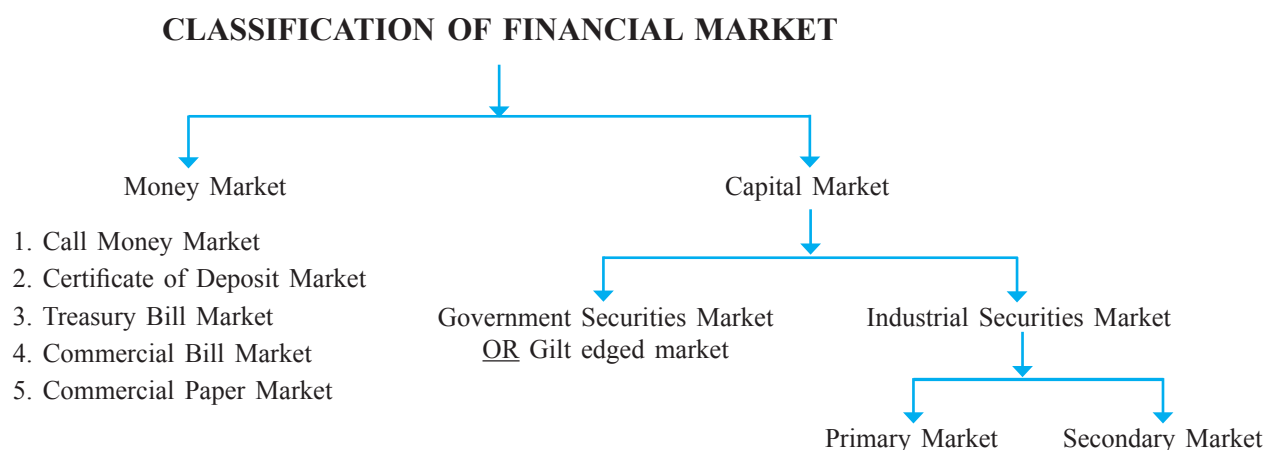 CLASSIFICATION OF FINANCIAL MARKET
Money Market
Capital Market
1. Call Money Market
2. Certificate of Deposit Market
3. Treasury Bill Market
4. Commercial Bill Market
5. Commercial Paper Market
Government Securities Market
OR Gilt edged market
Industrial Securities Market
Primary Market
Secondary Market